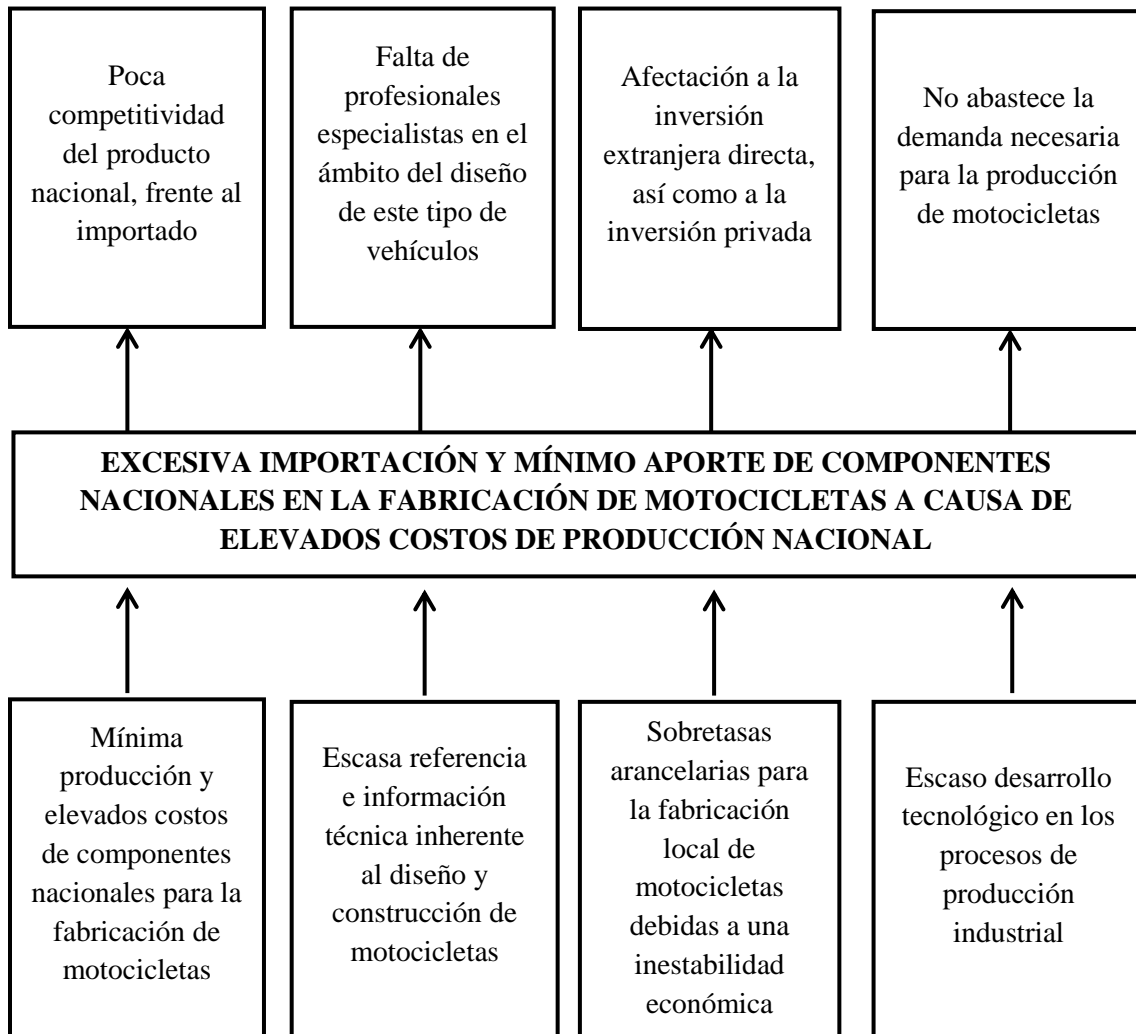 Poca
competitividad
del producto
nacional, frente al
importado
Falta de
profesionales
especialistas en el
ámbito del diseño
de este tipo de
vehículos
Afectación a la
inversión
extranjera directa,
así como a la
inversión privada
No abastece la
demanda necesaria
para la producción
de motocicletas
EXCESIVA IMPORTACIÓN Y MÍNIMO APORTE DE COMPONENTES
NACIONALES EN LA FABRICACIÓN DE MOTOCICLETAS A CAUSA DE
ELEVADOS COSTOS DE PRODUCCIÓN NACIONAL
Mínima
producción y
elevados costos
de componentes
nacionales para la
fabricación de
motocicletas
Escasa referencia
e información
técnica inherente
al diseño y
construcción de
motocicletas
Sobretasas
arancelarias para
la fabricación
local de
motocicletas
debidas a una
inestabilidad
económica
Escaso desarrollo
tecnológico en los
procesos de
producción
industrial